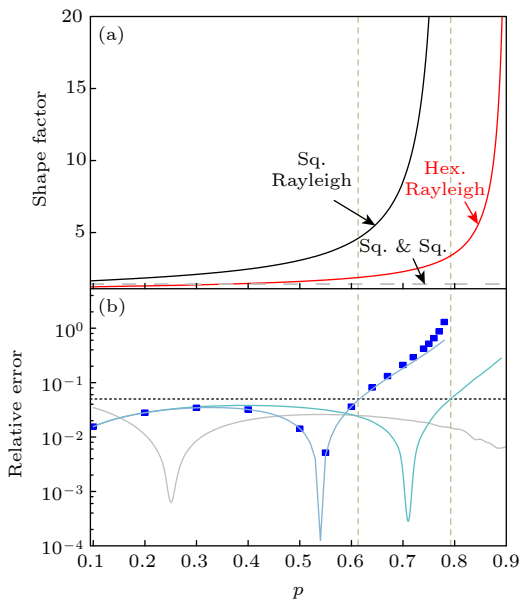 (a)
20
15
10
5
Shape factor
Sq.
Rayleigh
Hex.
Rayleigh
Sq. & Sq.
(b)
10⁰
10⁻¹
10⁻²
10⁻³
10⁻⁴
Relative error
0.1 0.2 0.3 0.4 0.5 0.6 0.7 0.8 0.9
p